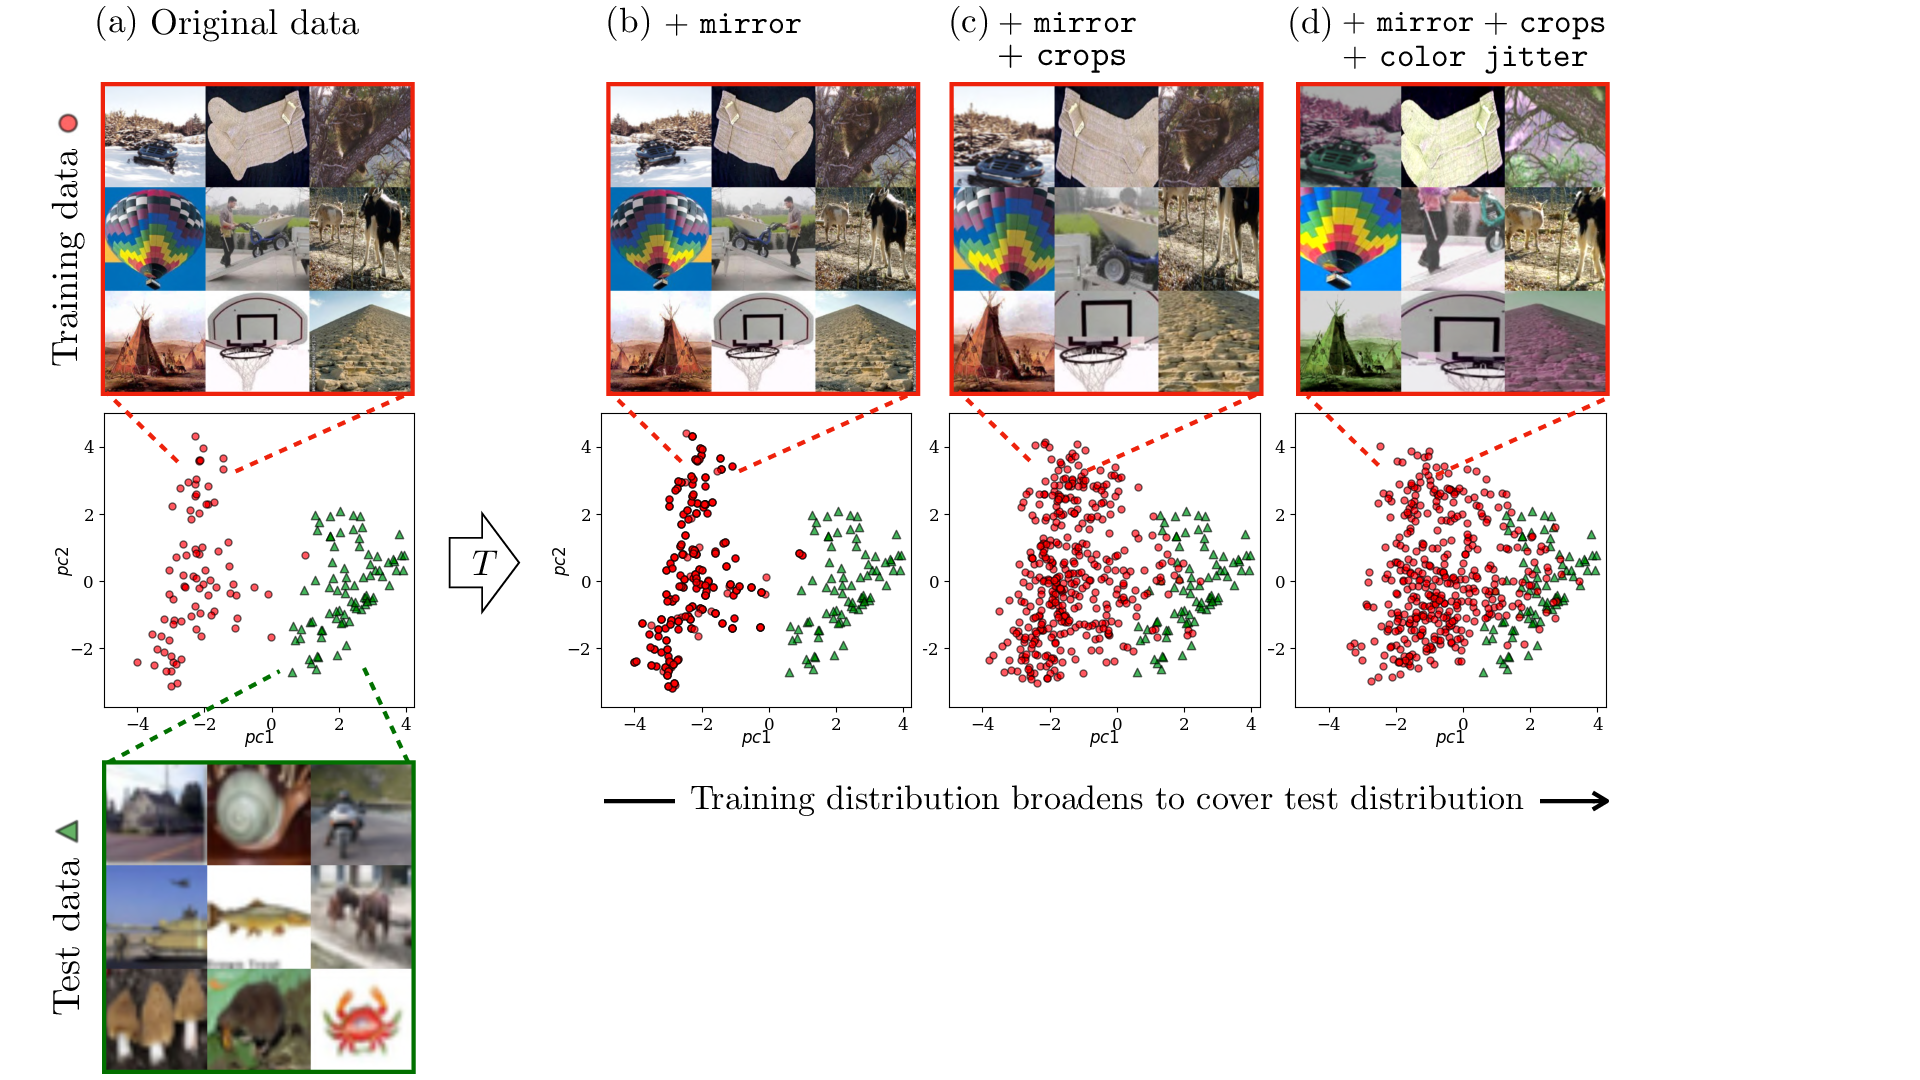 (a) Original data
(b) + mirror
(c) + mirror
+ crops
(d) + mirror + crops
+ color jitter
Training data
4
2
0
−2
pc2
−4 −2 0 2 4
pc1
T
4
2
0
−2
pc2
−4 −2 0 2 4
pc1
4
2
0
-2
−4 −2 0 2 4
pc1
4
2
0
-2
−4 −2 0 2 4
pc1
Training distribution broadens to cover test distribution
Test data